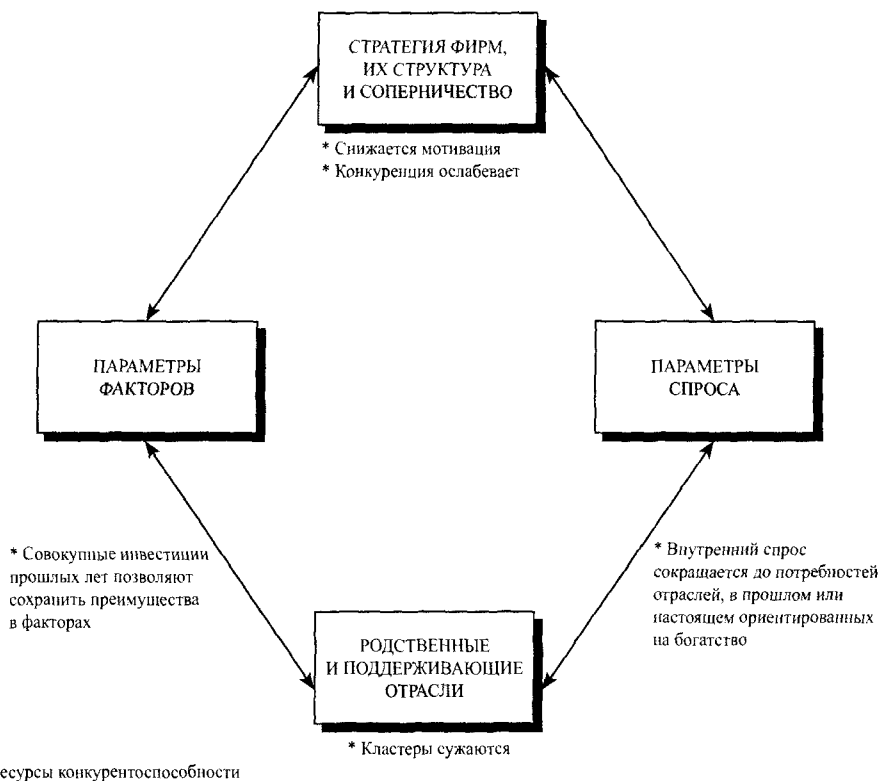 СТРАТЕГИЯ ФИРМ,
ИХ СТРУКТУРА
И СОПЕРНИЧЕСТВО
* Снижается мотивация
* Конкуренция ослабевает
ПАРАМЕТРЫ
ФАКТОРОВ
ПАРАМЕТРЫ
СПРОСА
* Совокупные инвестиции
прошлых лет позволяют
сохранить преимущества
в факторах
* Внутренний спрос
сокращается до потребностей
отраслей, в прошлом или
настоящем ориентированных
на богатство
РОДСТВЕННЫЕ
И ПОДДЕРЖИВАЮЩИЕ
ОТРАСЛИ
* Кластеры сужаются
есурсы конкурентоспособности